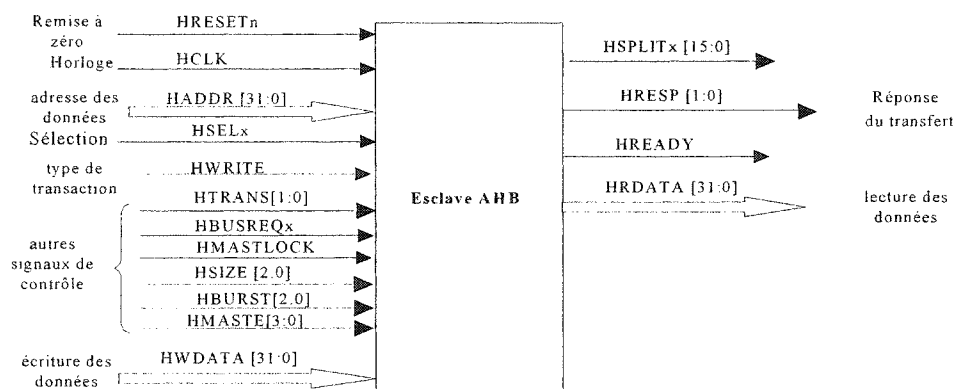 Remise à
zéro
HRESETn
Horloge
HCLK
adresse des
données
HADDR [31:0]
Sélection
HSELx
type de
transaction
HWRITE
autres
signaux de
contrôle
HTRANS[1:0]
HBUSREQx
HMASTLOCK
HSIZE [2.0]
HBURST[2.0]
HMASTE[3:0]
écriture des
données
HWDATA [31:0]
Esclave AHB
HSPLITx [15:0]
HRESP [1:0]
HREADY
Réponse
du transfert
HRDATA [31:0]
lecture des
données